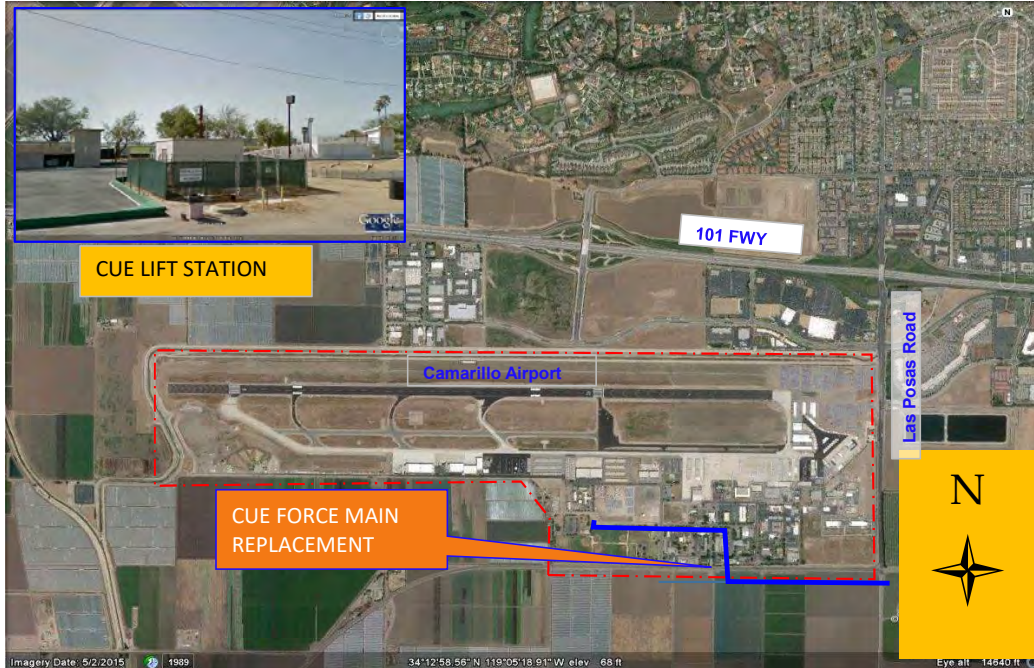 N
Google
CUE LIFT STATION
101 FWY
Las Posas Road
Camarillo Airport
CUE FORCE MAIN
REPLACEMENT
N
Imagery Date: 5/2/2015 1989 34°12'58.56" N 119°05'18.91" W elev 68 ft Eye alt 14640 ft